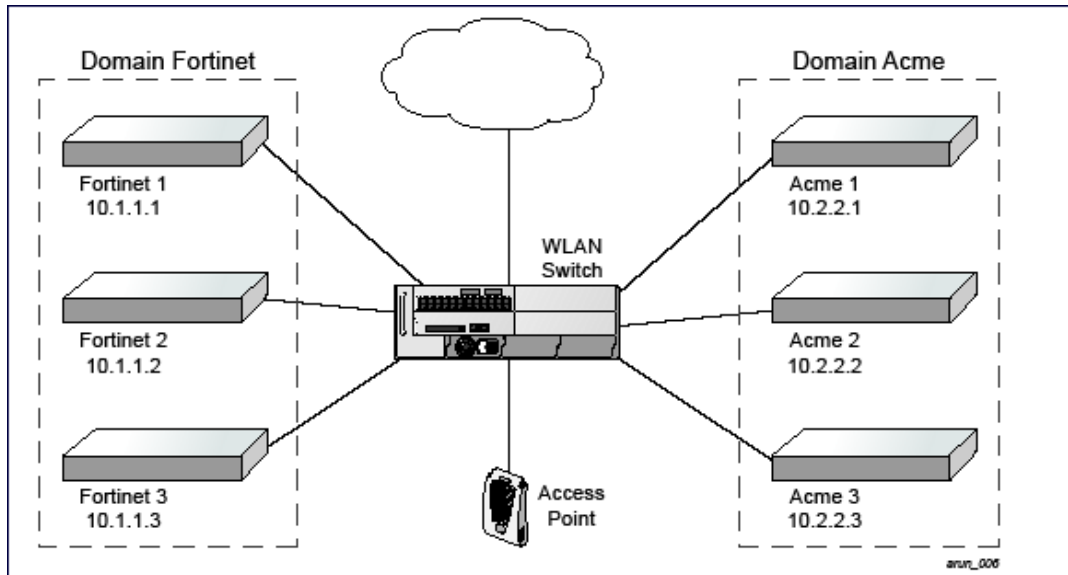 Domain Fortinet
Domain Acme
Fortinet 1
10.1.1.1
Acme 1
10.2.2.1
WLAN
Switch
Fortinet 2
10.1.1.2
Acme 2
10.2.2.2
Fortinet 3
10.1.1.3
Access
Point
Acme 3
10.2.2.3
arun_006